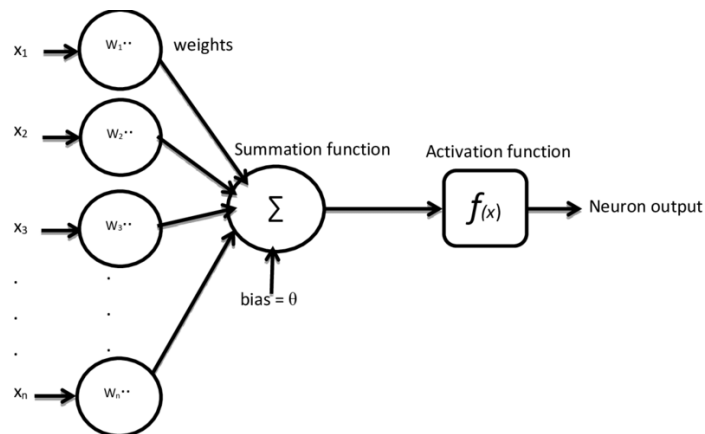 x₁
W₁..
weights
x₂
W₂..
Summation function
Activation function
x₃
W₃..
Σ
f(x)
Neuron output
bias = θ
xₙ
Wₙ..